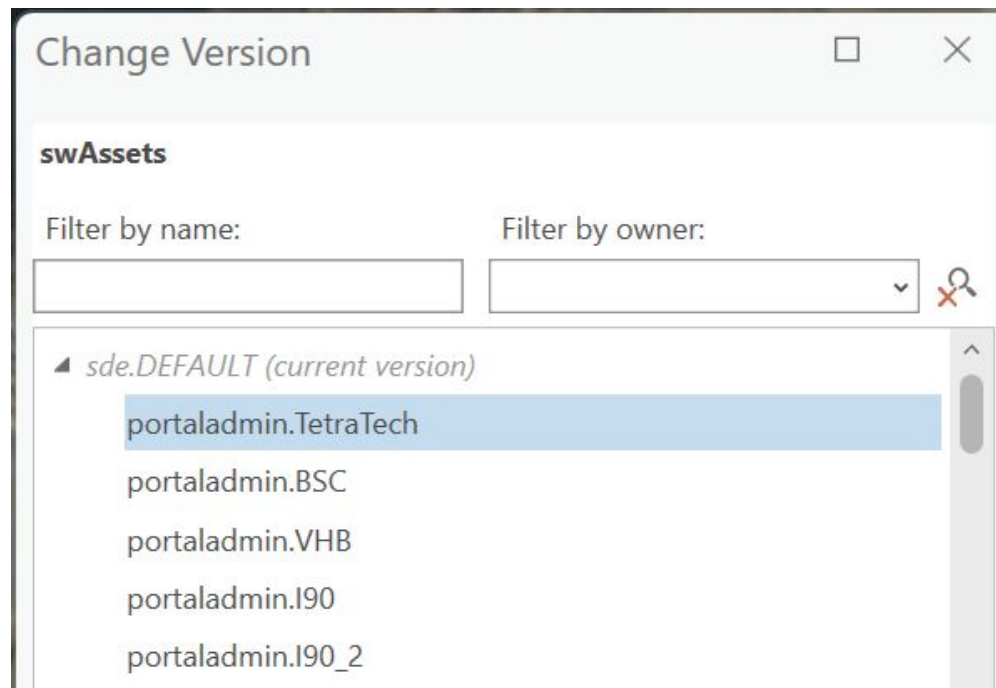 Change Version
swAssets
Filter by name: Filter by owner:
sde.DEFAULT (current version)
portaladmin.TetraTech
portaladmin.BSC
portaladmin.VHB
portaladmin.I90
portaladmin.I90_2